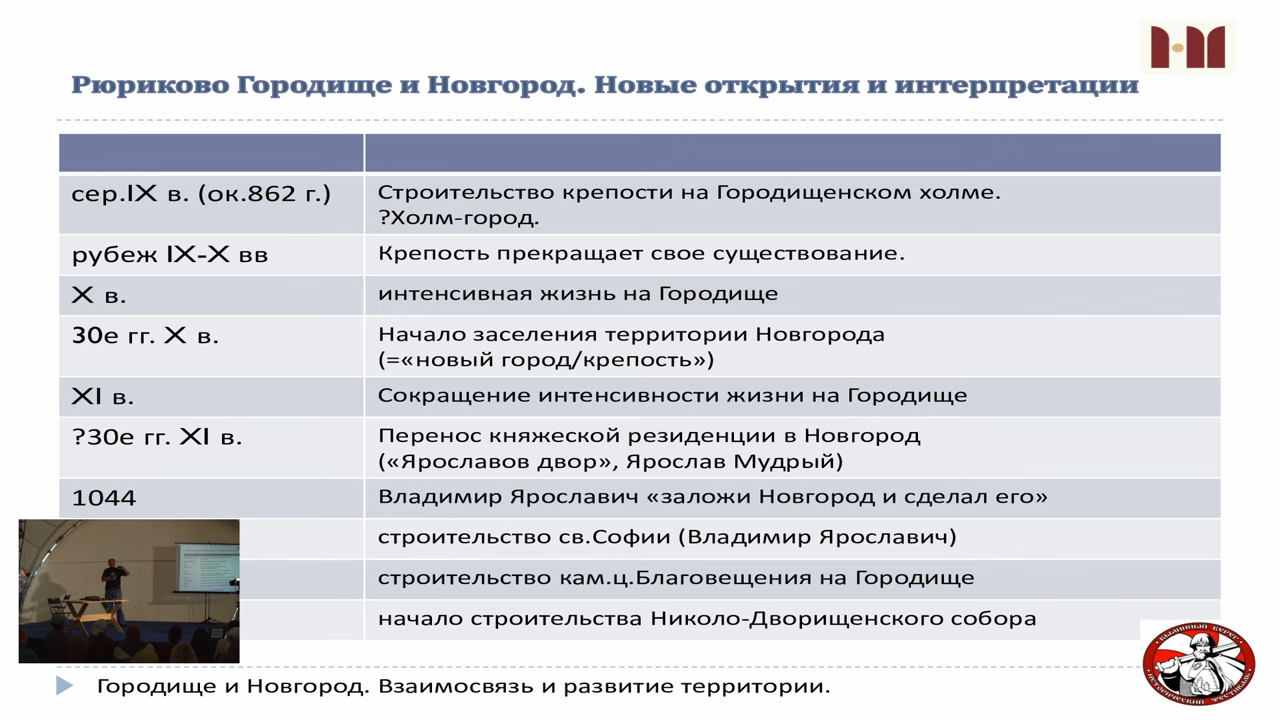 Рюриково Городище и Новгород. Новые открытия и интерпретации
сер.IX в. (ок.862 г.)
Строительство крепости на Городищенском холме.
?Холм-город.
рубеж IX-X вв
Крепость прекращает свое существование.
X в.
интенсивная жизнь на Городище
30е гг. X в.
Начало заселения территории Новгорода
(=«новый город/крепость»)
XI в.
Сокращение интенсивности жизни на Городище
?30е гг. XI в.
Перенос княжеской резиденции в Новгород
(«Ярославов двор», Ярослав Мудрый)
1044
Владимир Ярославич «заложи Новгород и сделал его»
строительство св.Софии (Владимир Ярославич)
строительство кам.ц.Благовещения на Городище
начало строительства Николо-Дворищенского собора
Городище и Новгород. Взаимосвязь и развитие территории.
БЫЛИННЫЙ БЕРЕГ
ИСТОРИЧЕСКИЙ ФЕСТИВАЛЬ